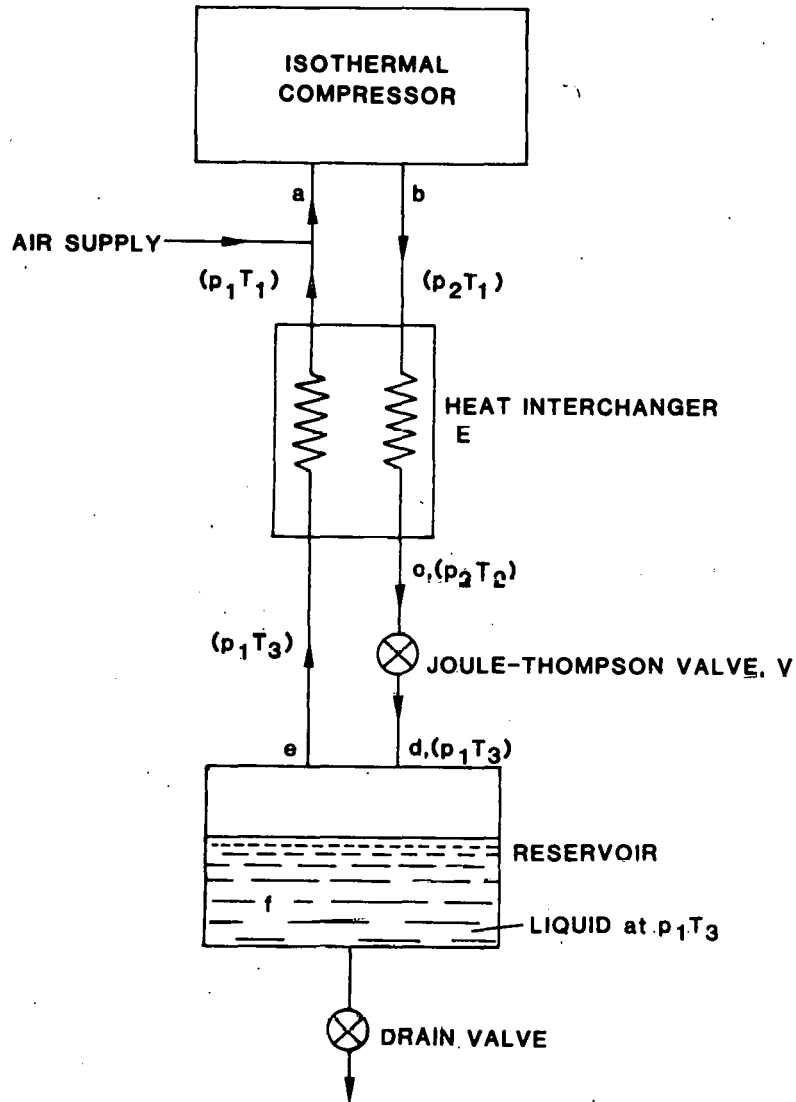 ISOTHERMAL
COMPRESSOR
a
b
AIR SUPPLY
(p1T1)
(p2T1)
HEAT INTERCHANGER
E
c,(p2T2)
(p1T3)
JOULE-THOMPSON VALVE, V
e
d,(p1T3)
RESERVOIR
f
LIQUID at p1T3
DRAIN VALVE